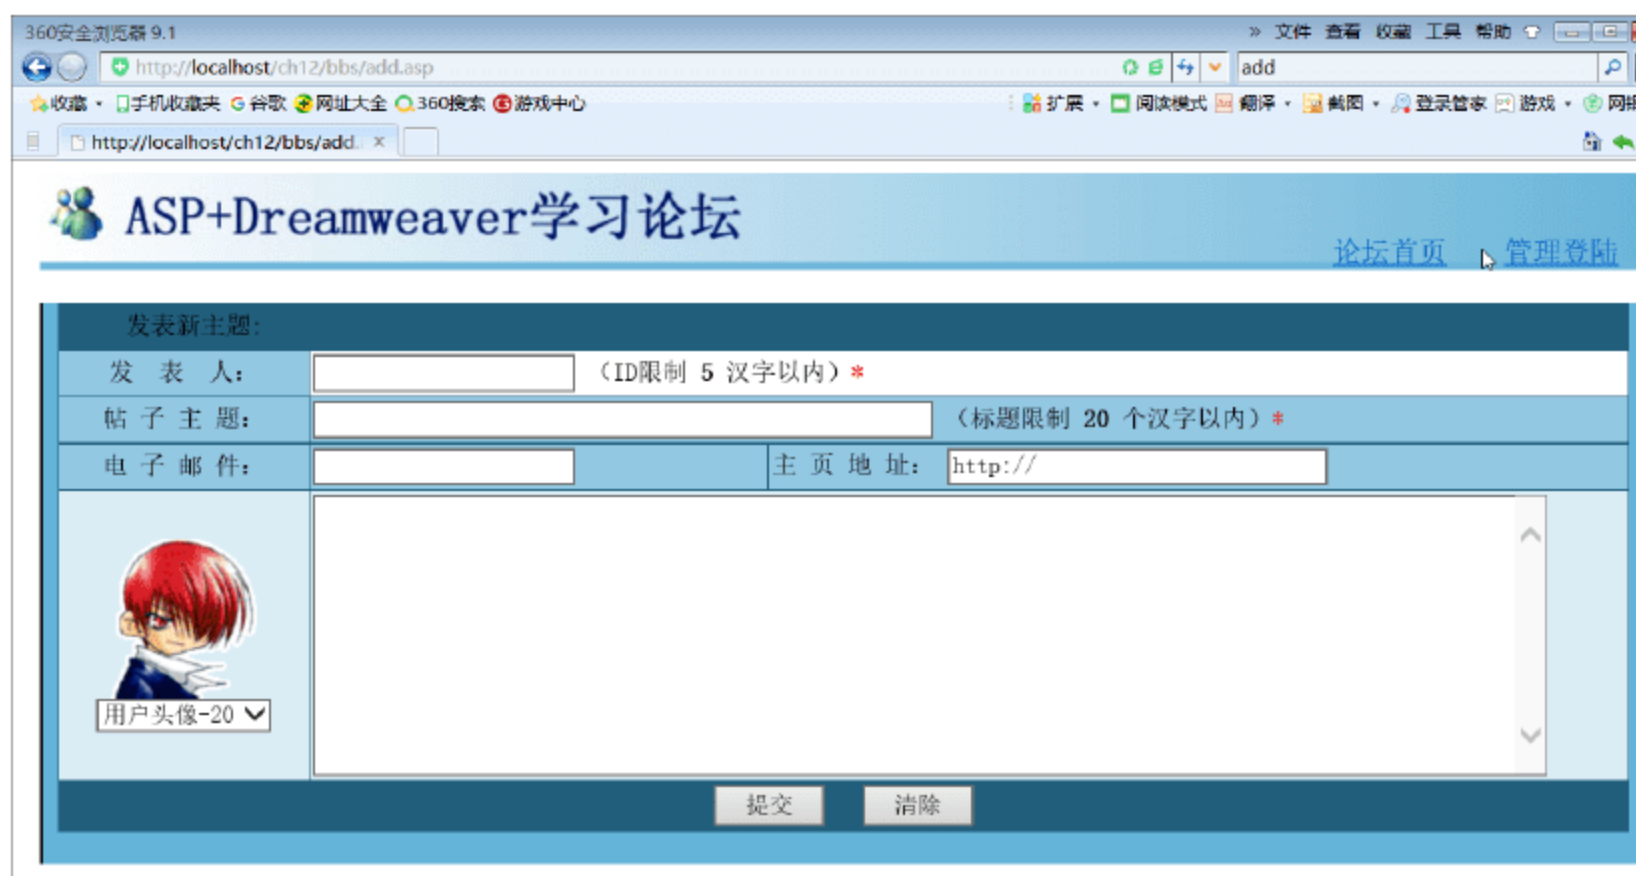 360安全浏览器 9.1
» 文件 查看 收藏 工具 帮助
http://localhost/ch12/bbs/add.asp
add
收藏 手机收藏夹 谷歌 网址大全 360搜索 游戏中心
扩展 阅读模式 翻译 截图 登录管家 游戏
http://localhost/ch12/bbs/add. ×
ASP+Dreamweaver学习论坛
论坛首页 管理登陆
发表新主题:
发 表 人: （ID限制 5 汉字以内）*
帖 子 主 题: （标题限制 20 个汉字以内）*
电 子 邮 件: 主 页 地 址: http://
用户头像-20
提交 清除